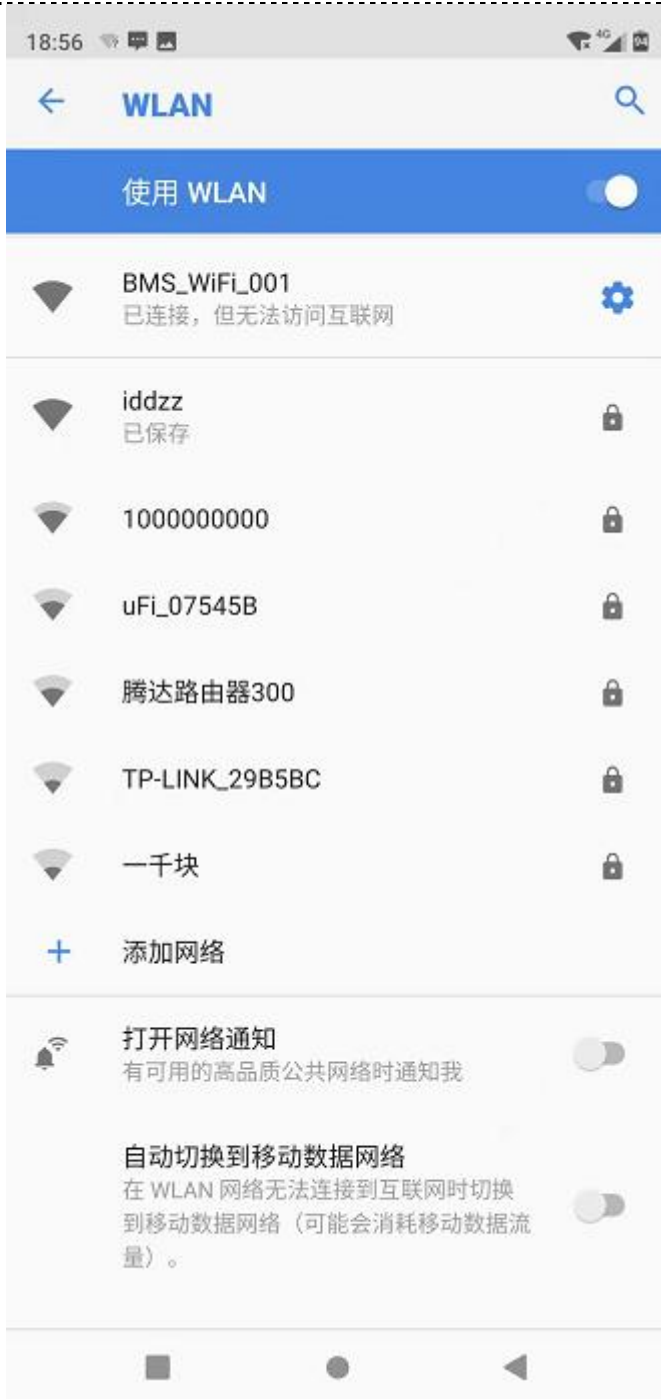 18:56
4G
94
WLAN
使用 WLAN
BMS_WiFi_001
已连接，但无法访问互联网
iddzz
已保存
1000000000
uFi_07545B
腾达路由器300
TP-LINK_29B5BC
一千块
添加网络
打开网络通知
有可用的高品质公共网络时通知我
自动切换到移动数据网络
在 WLAN 网络无法连接到互联网时切换
到移动数据网络（可能会消耗移动数据流
量）。